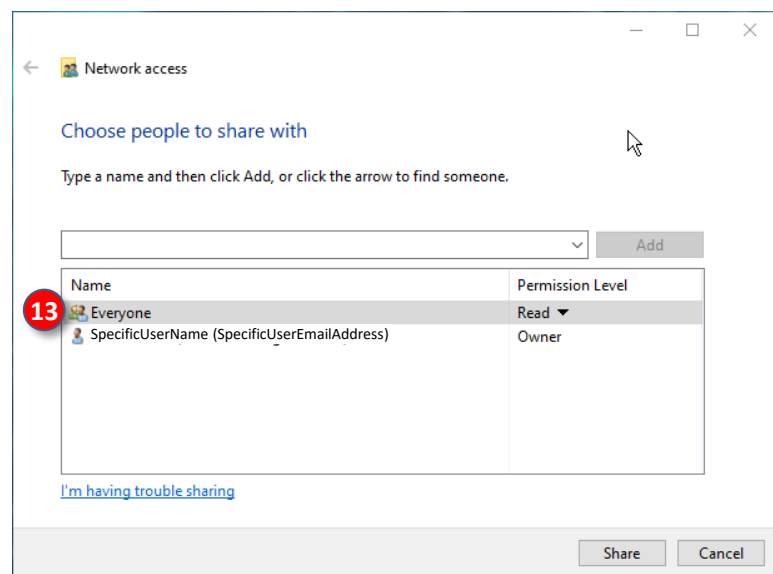 Network access
Choose people to share with
Type a name and then click Add, or click the arrow to find someone.
Add
Name Permission Level
13 Everyone Read
SpecificUserName (SpecificUserEmailAddress) Owner
I'm having trouble sharing
Share Cancel